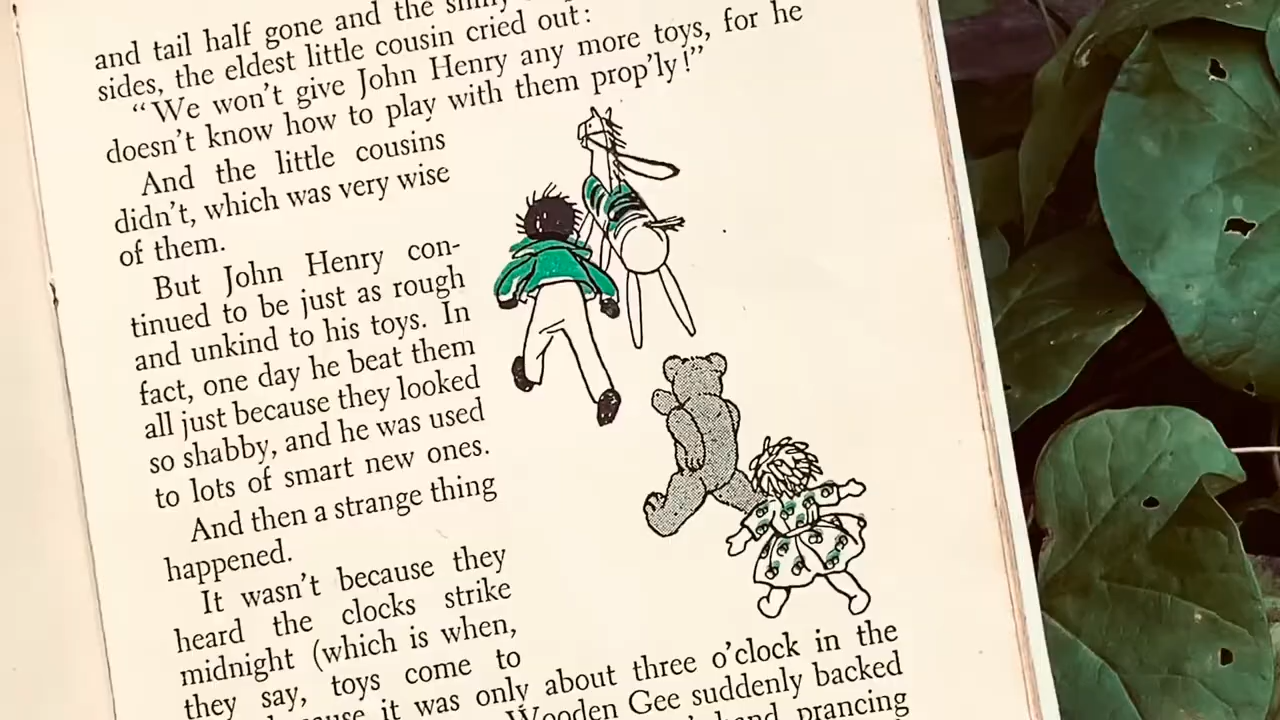 and tail half gone and the
sides, the eldest little cousin cried out:
“We won’t give John Henry any more toys, for he
doesn’t know how to play with them prop’ly!”
And the little cousins
didn’t, which was very wise
of them.
But John Henry con-
tinued to be just as rough
and unkind to his toys. In
fact, one day he beat them
all just because they looked
so shabby, and he was used
to lots of smart new ones.
And then a strange thing
happened.
It wasn’t because they
heard the clocks strike
midnight (which is when,
they say, toys come to
it was only about three o’clock in the
Wooden Gee suddenly backed
hand prancing